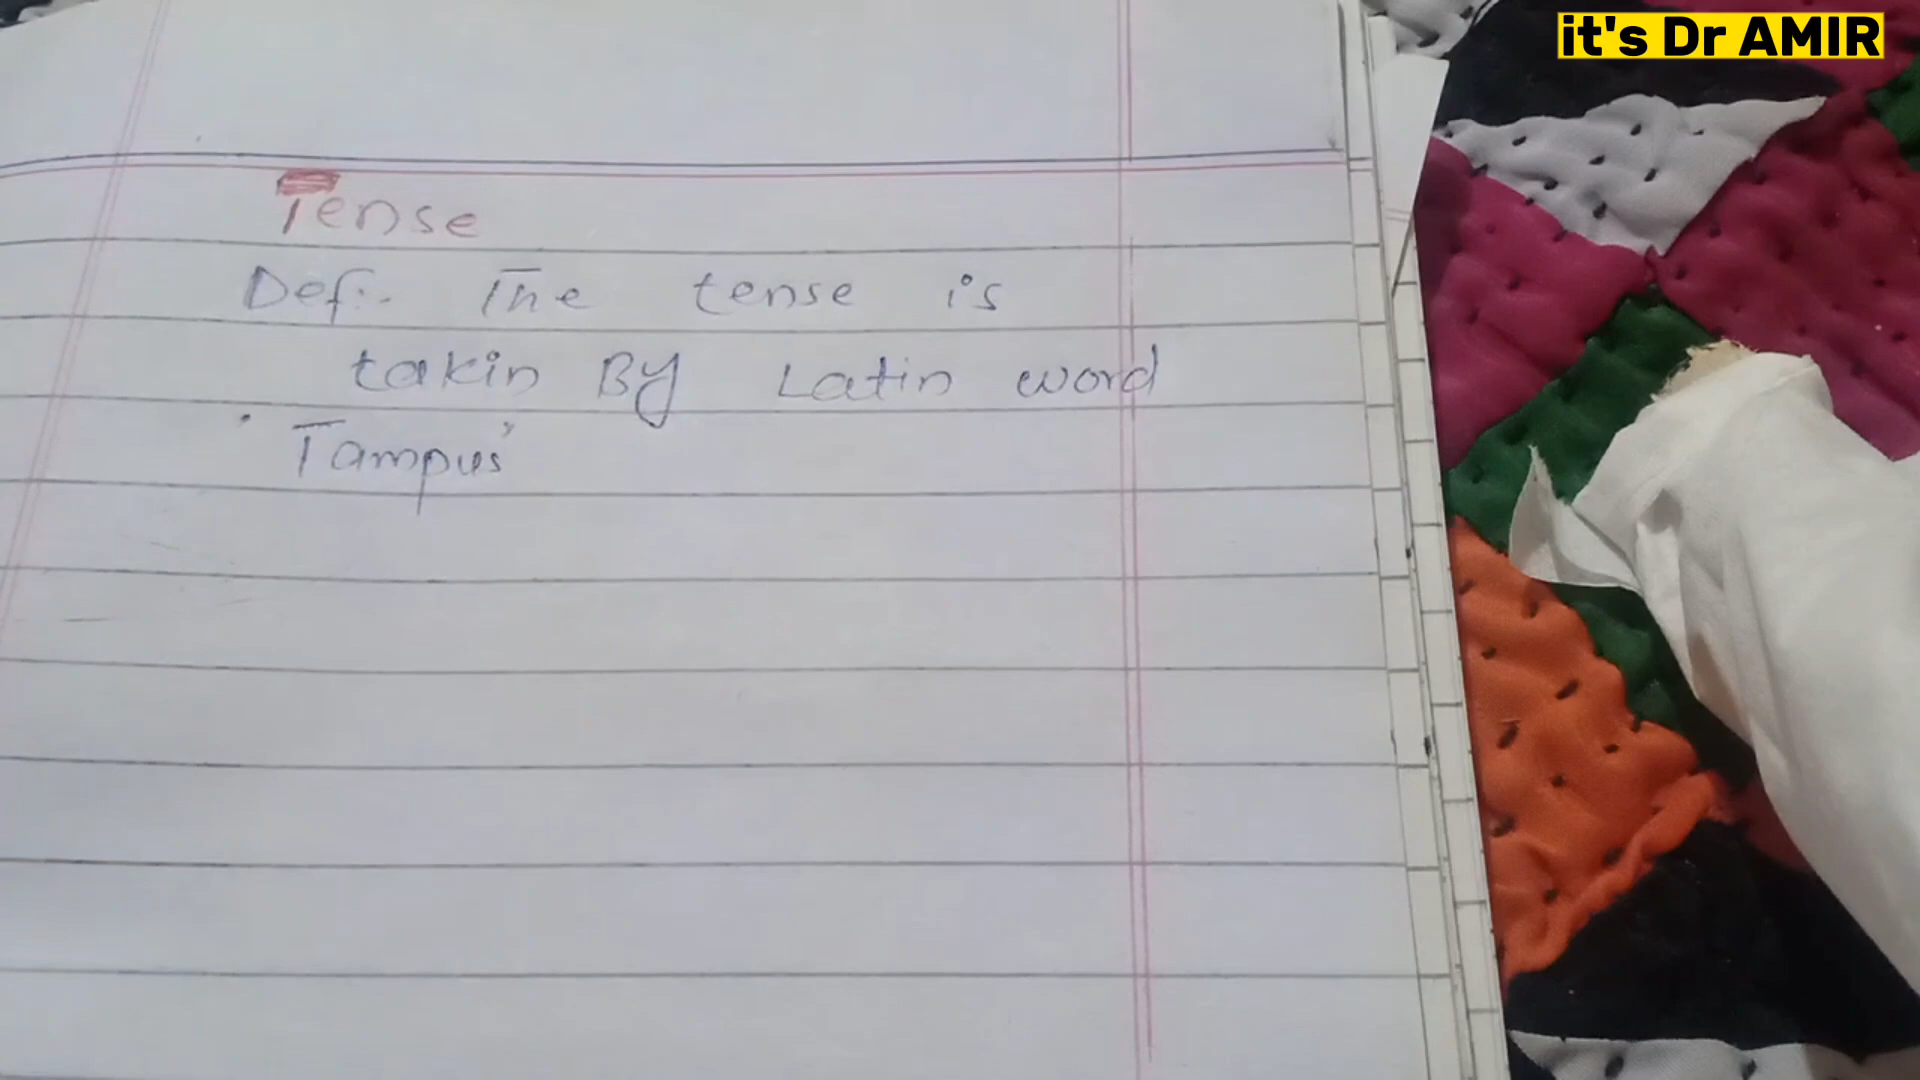 it's Dr AMIR
Tense
Def:- The tense is
takin By Latin word
'Tampus'